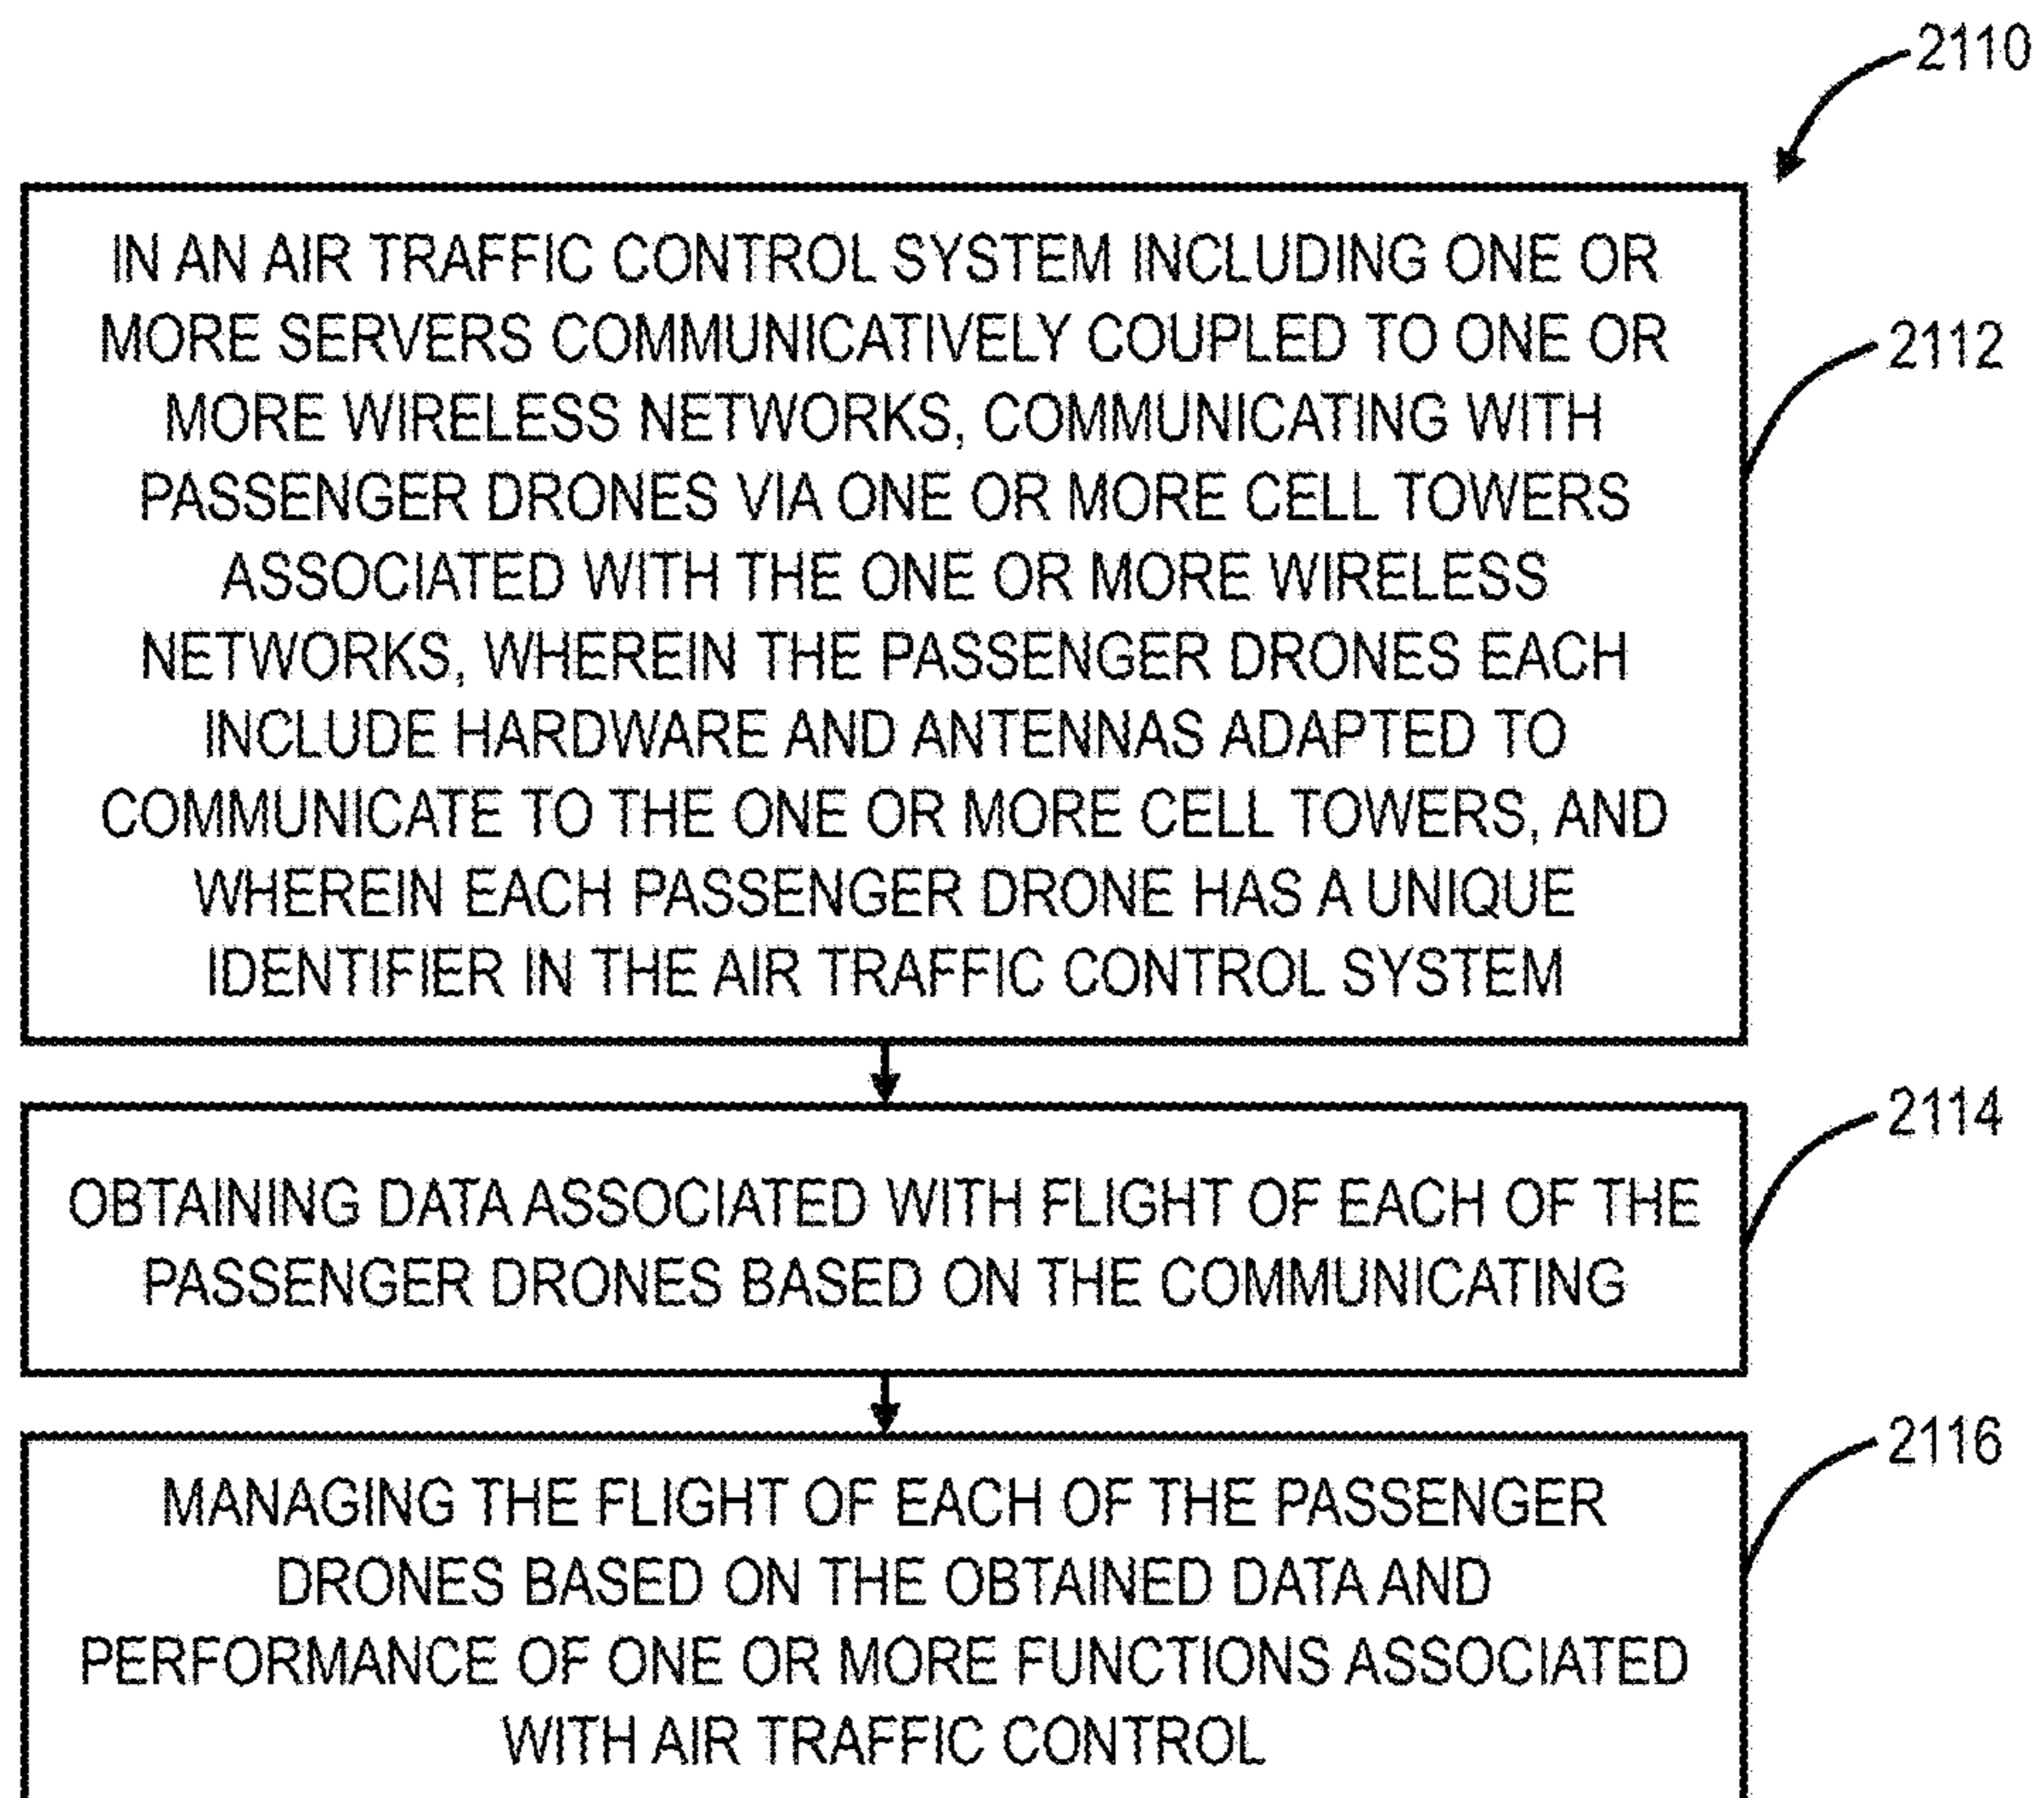 2110
IN AN AIR TRAFFIC CONTROL SYSTEM INCLUDING ONE OR
MORE SERVERS COMMUNICATIVELY COUPLED TO ONE OR
MORE WIRELESS NETWORKS, COMMUNICATING WITH
PASSENGER DRONES VIA ONE OR MORE CELL TOWERS
ASSOCIATED WITH THE ONE OR MORE WIRELESS
NETWORKS, WHEREIN THE PASSENGER DRONES EACH
INCLUDE HARDWARE AND ANTENNAS ADAPTED TO
COMMUNICATE TO THE ONE OR MORE CELL TOWERS, AND
WHEREIN EACH PASSENGER DRONE HAS A UNIQUE
IDENTIFIER IN THE AIR TRAFFIC CONTROL SYSTEM
2112
OBTAINING DATA ASSOCIATED WITH FLIGHT OF EACH OF THE
PASSENGER DRONES BASED ON THE COMMUNICATING
2114
MANAGING THE FLIGHT OF EACH OF THE PASSENGER
DRONES BASED ON THE OBTAINED DATA AND
PERFORMANCE OF ONE OR MORE FUNCTIONS ASSOCIATED
WITH AIR TRAFFIC CONTROL
2116